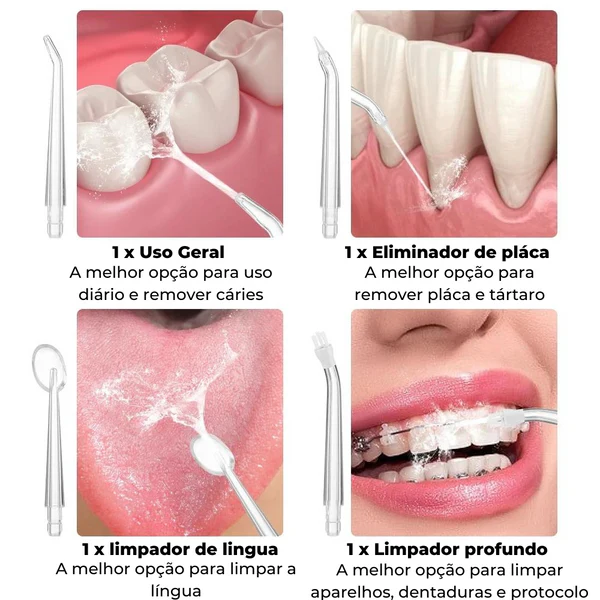 1 x Uso Geral
A melhor opção para uso
diário e remover cáries
1 x Eliminador de pláca
A melhor opção para
remover pláca e tártaro
1 x limpador de lingua
A melhor opção para limpar a
língua
1 x Limpador profundo
A melhor opção para limpar
aparelhos, dentaduras e protocolo